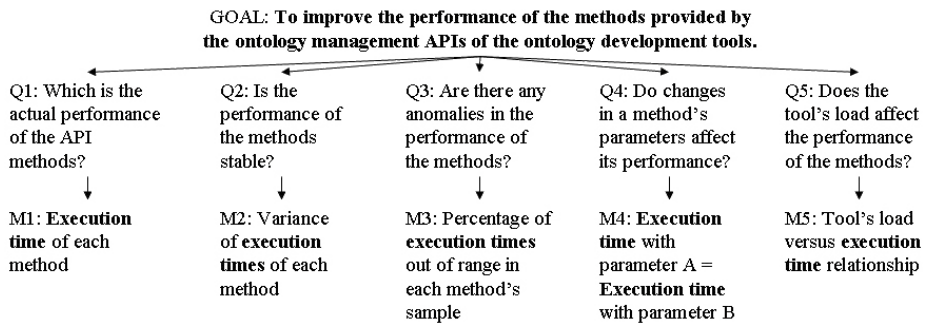 GOAL: To improve the performance of the methods provided by
the ontology management APIs of the ontology development tools.
Q1: Which is the
actual performance
of the API
methods?
Q2: Is the
performance of
the methods
stable?
Q3: Are there any
anomalies in the
performance of
the methods?
Q4: Do changes
in a method's
parameters affect
its performance?
Q5: Does the
tool's load affect
the performance
of the methods?
M1: Execution
time of each
method
M2: Variance
of execution
times of each
method
M3: Percentage of
execution times
out of range in
each method's
sample
M4: Execution
time with
parameter A =
Execution time
with parameter B
M5: Tool's load
versus execution
time relationship